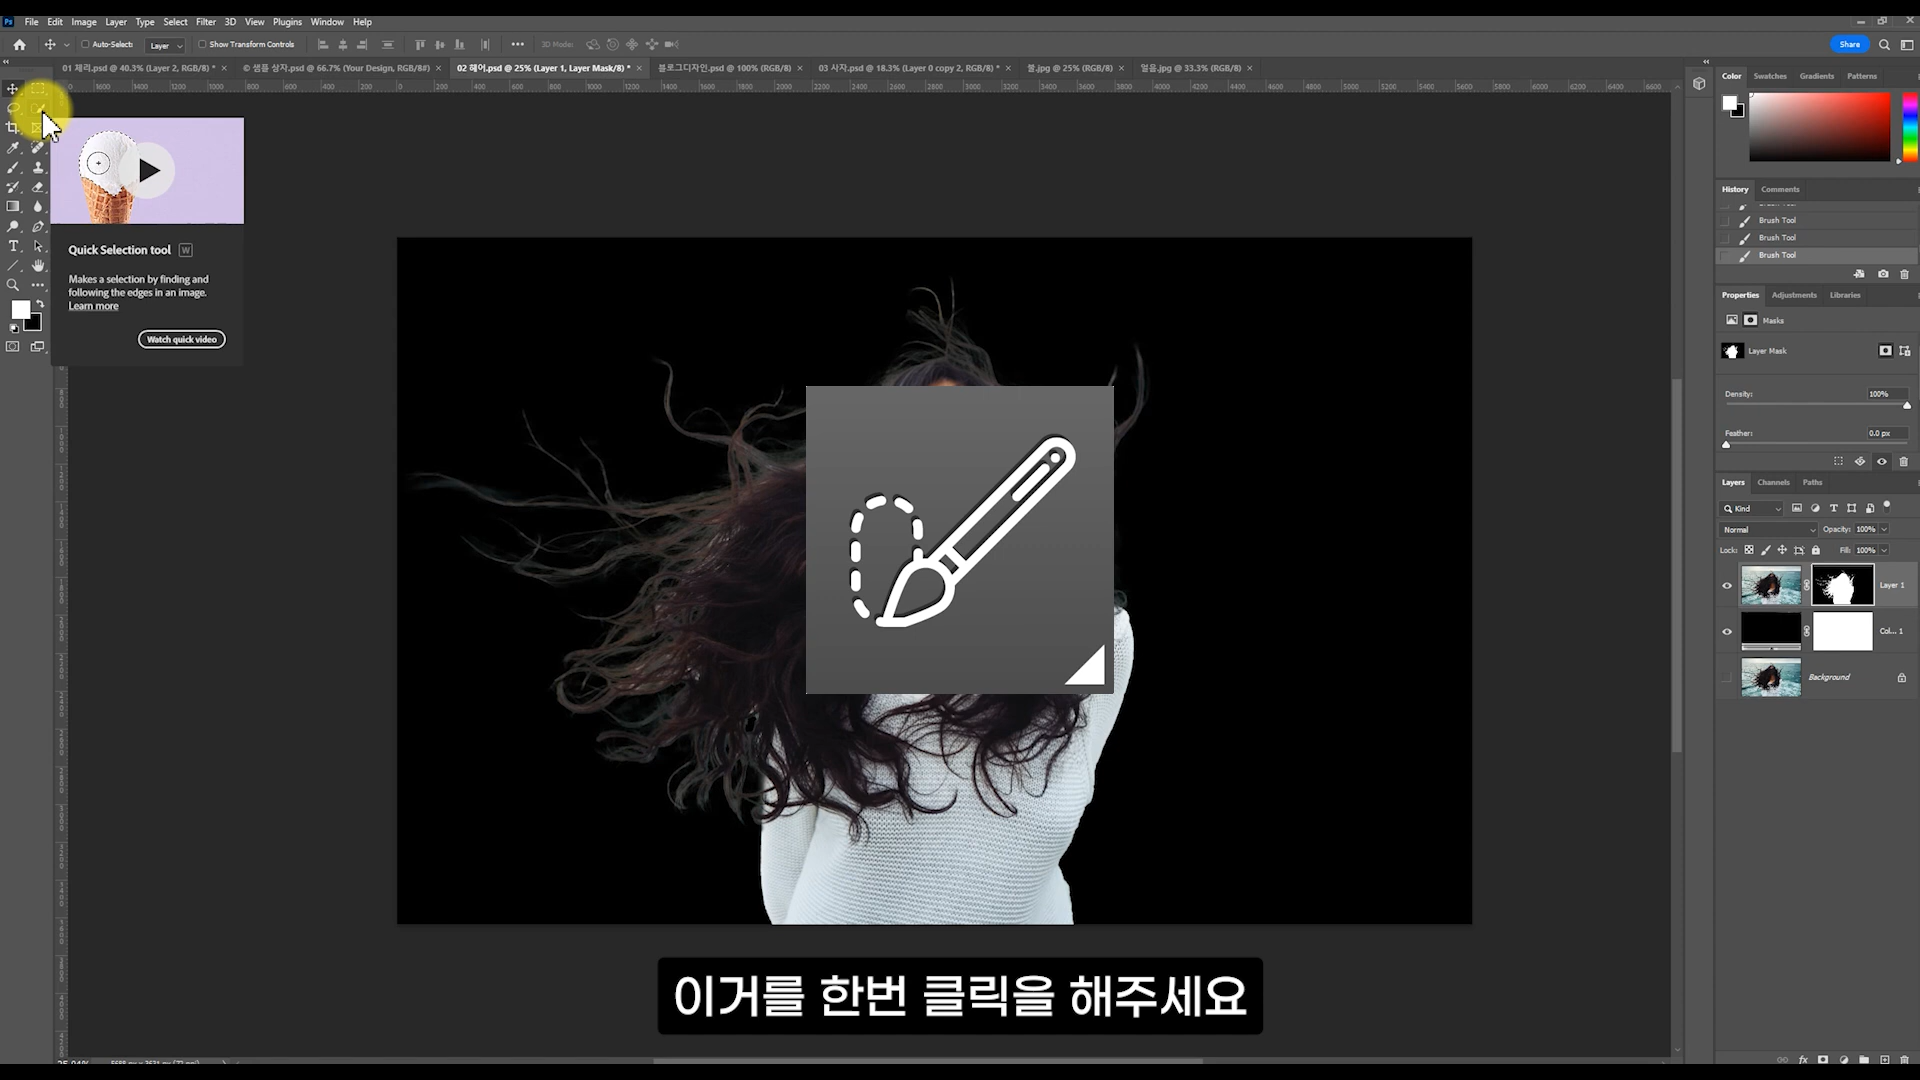 Ps File Edit Image Layer Type Select Filter 3D View Plugins Window Help
Auto-Select: Layer Show Transform Controls 3D Mode: Share
01 재리.psd @ 40.3% (Layer 2, RGB/8) * × © 샘플 상자.psd @ 66.7% (Your Design, RGB/8#) × 02 헤어.psd @ 25% (Layer 1, Layer Mask/8) * × 블로그디자인.psd @ 100% (RGB/8) × 03 사자.psd @ 18.3% (Layer 0 copy 2, RGB/8) * × 불.jpg @ 25% (RGB/8) × 얼음.jpg @ 33.3% (RGB/8) ×
Quick Selection tool W
Makes a selection by finding and
following the edges in an image.
Learn more
Watch quick video
이거를 한번 클릭을 해주세요
Color Swatches Gradients Patterns
History Comments
Brush Tool
Brush Tool
Brush Tool
Properties Adjustments Libraries
Masks
Layer Mask
Density: 100%
Feather: 0.0 px
Layers Channels Paths
Kind
Normal Opacity: 100%
Lock: Fill: 100%
Layer 1
Col... 1
Background